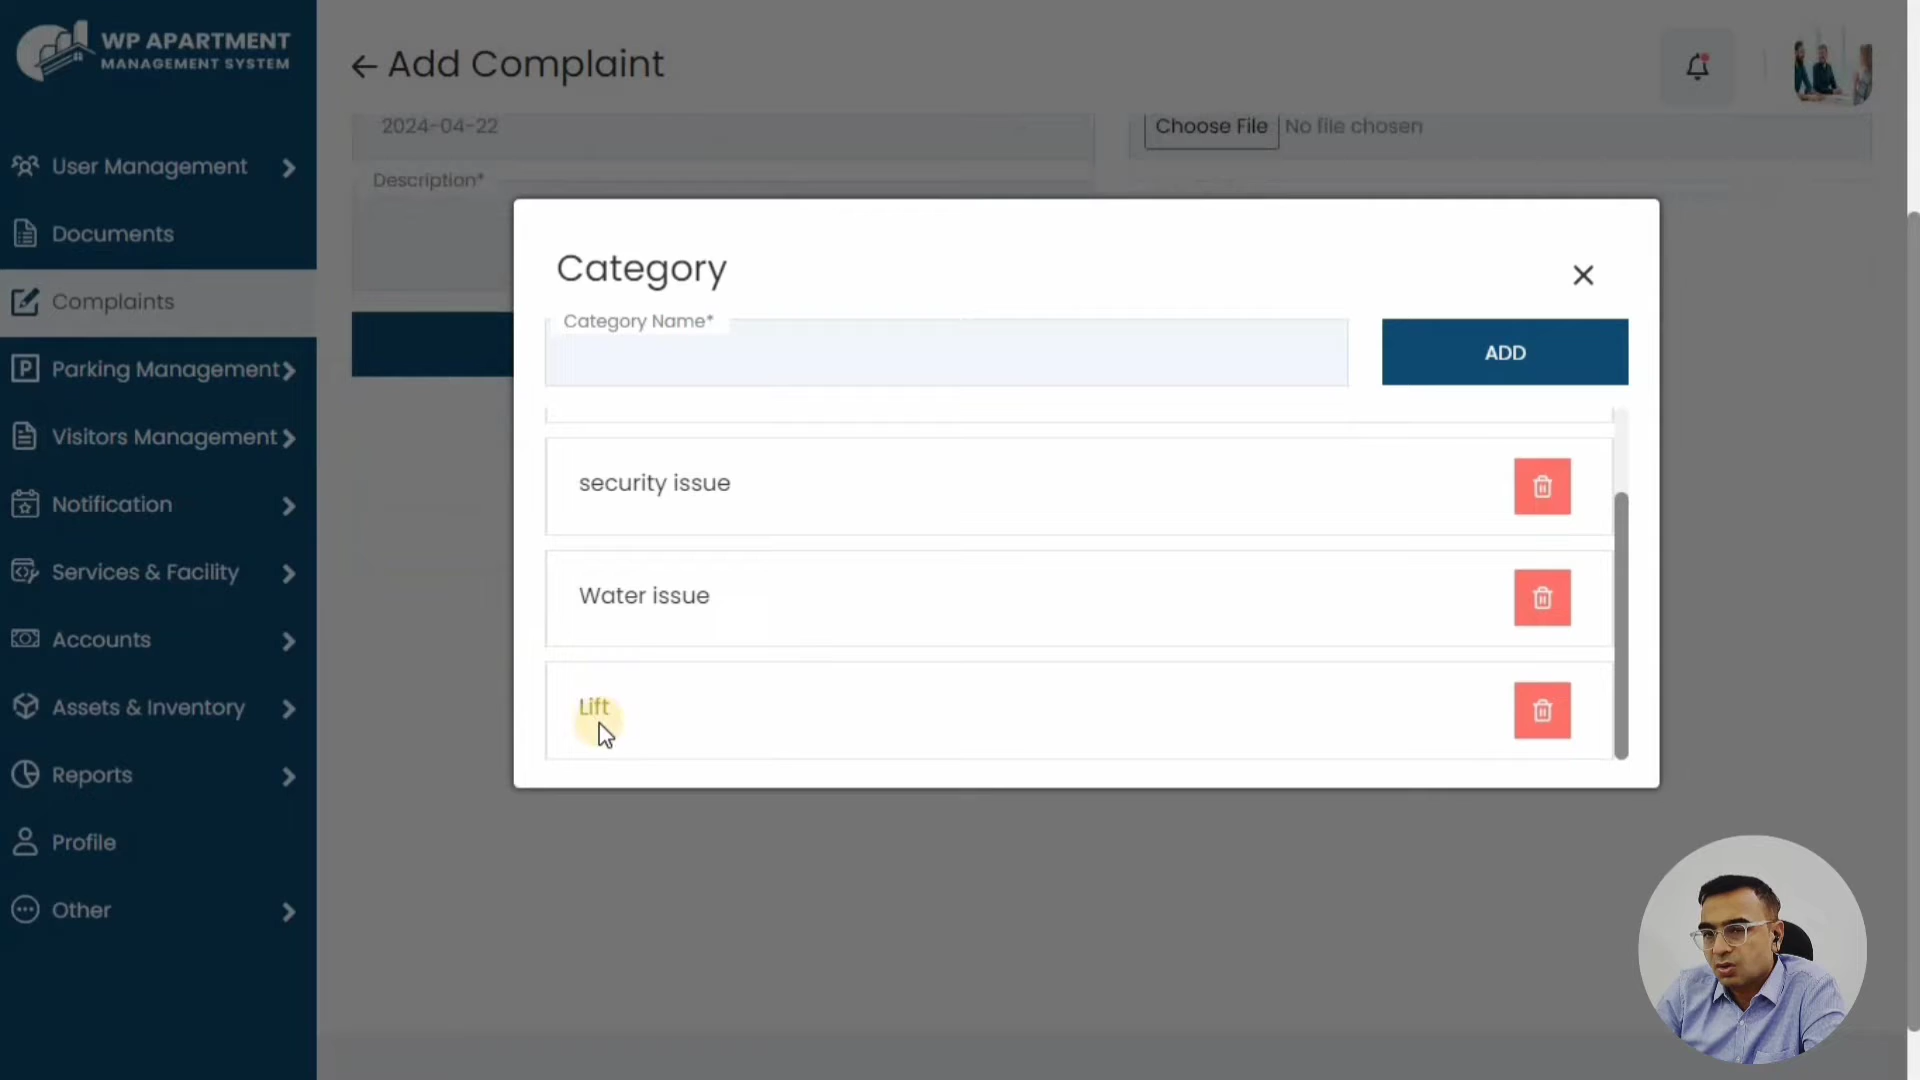 WP APARTMENT
MANAGEMENT SYSTEM
User Management
Documents
Complaints
Parking Management
Visitors Management
Notification
Services & Facility
Accounts
Assets & Inventory
Reports
Profile
Other
Add Complaint
2024-04-22
Choose File No file chosen
Description*
Category
Category Name*
ADD
security issue
Water issue
Lift